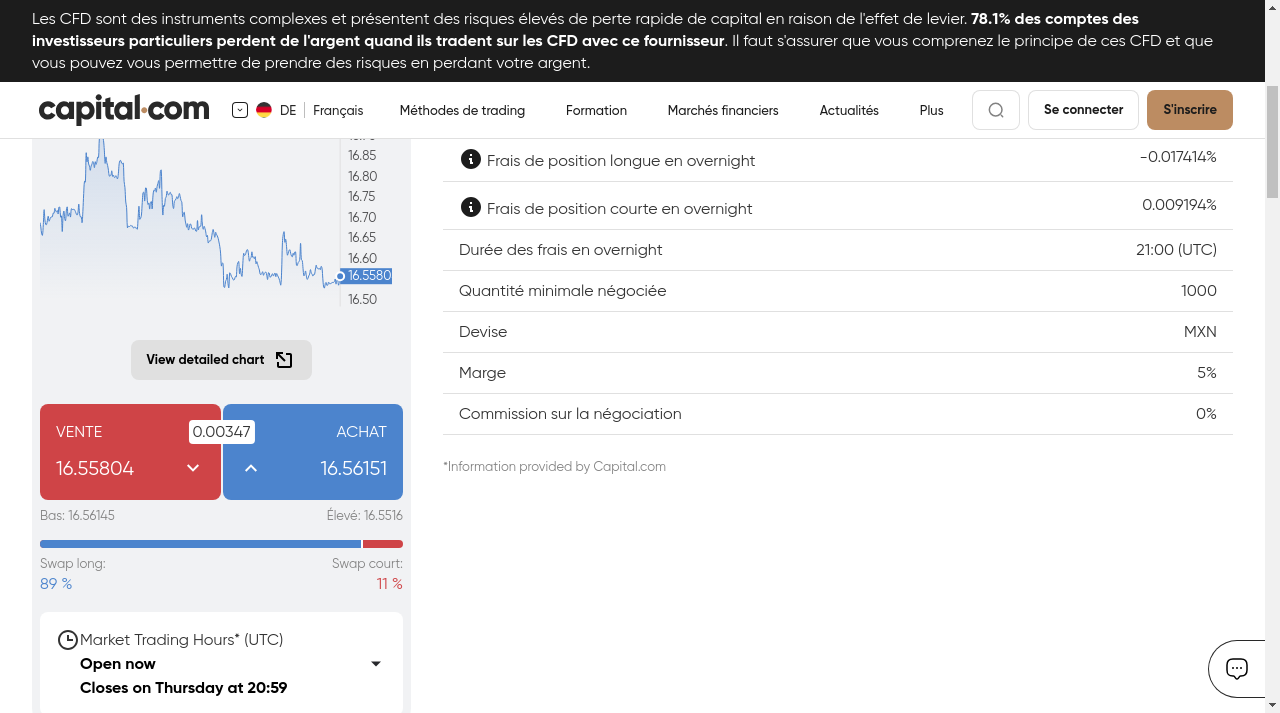 Les CFD sont des instruments complexes et présentent des risques élevés de perte rapide de capital en raison de l'effet de levier. 78.1% des comptes des
investisseurs particuliers perdent de l'argent quand ils tradent sur les CFD avec ce fournisseur. Il faut s'assurer que vous comprenez le principe de ces CFD et que
vous pouvez vous permettre de prendre des risques en perdant votre argent.
capital.com DE Français Méthodes de trading Formation Marchés financiers Actualités Plus Se connecter S'inscrire
16.85
16.80
16.75
16.70
16.65
16.60
16.5580
16.50
View detailed chart
VENTE 0.00347 ACHAT
16.55804 16.56151
Bas: 16.56145 Élevé: 16.5516
Swap long: Swap court:
89 % 11 %
Market Trading Hours* (UTC)
Open now
Closes on Thursday at 20:59
Frais de position longue en overnight -0.017414%
Frais de position courte en overnight 0.009194%
Durée des frais en overnight 21:00 (UTC)
Quantité minimale négociée 1000
Devise MXN
Marge 5%
Commission sur la négociation 0%
*Information provided by Capital.com